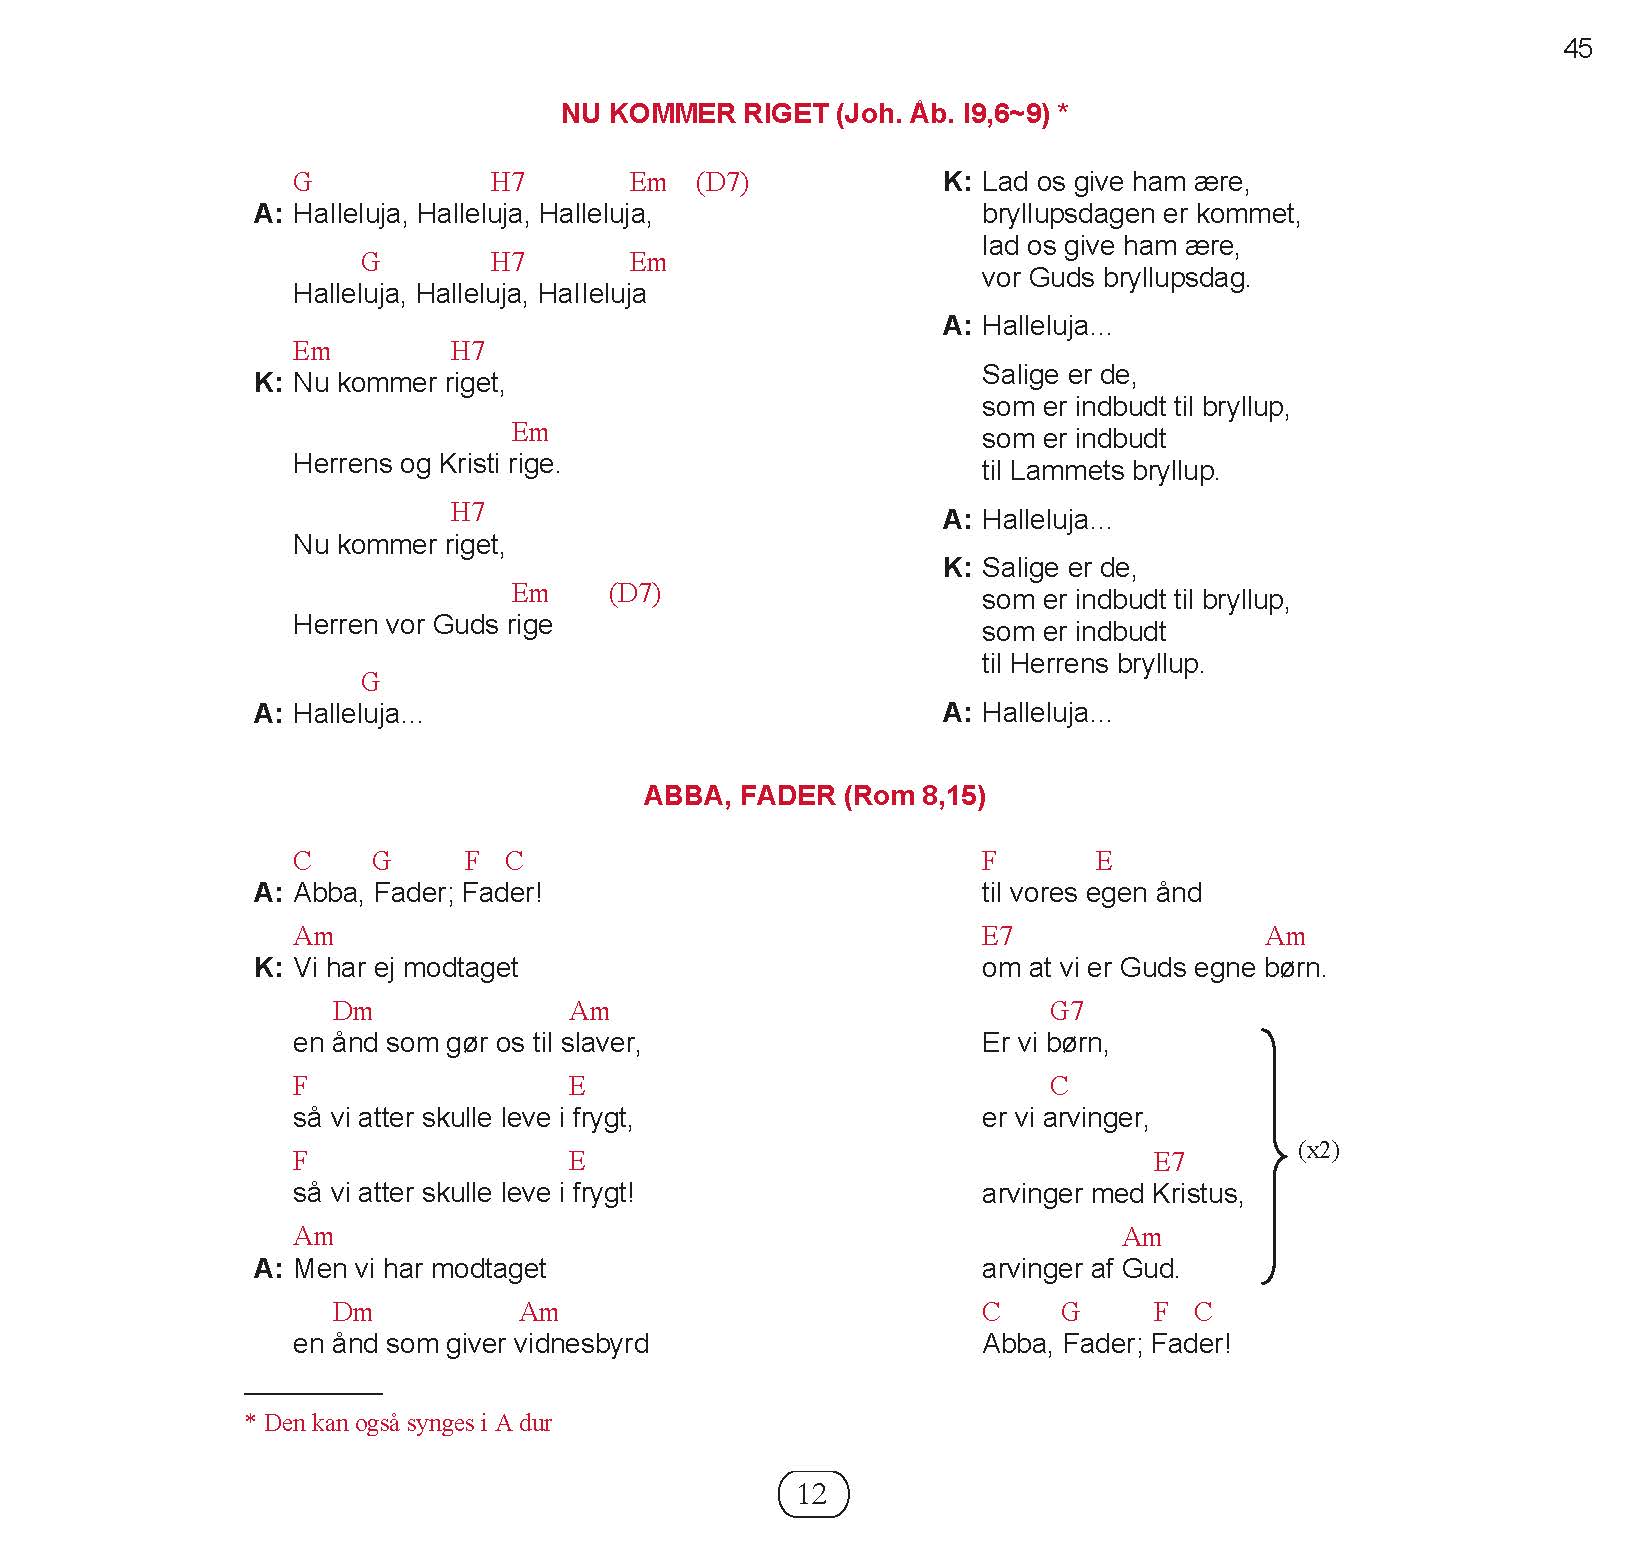 45
NU KOMMER RIGET (Joh. Åb. I9,6~9) *
G H7 Em (D7)
A: Halleluja, Halleluja, Halleluja,
G H7 Em
Halleluja, Halleluja, Halleluja
Em H7
K: Nu kommer riget,
Em
Herrens og Kristi rige.
H7
Nu kommer riget,
Em (D7)
Herren vor Guds rige
G
A: Halleluja...
K: Lad os give ham ære,
bryllupsdagen er kommet,
lad os give ham ære,
vor Guds bryllupsdag.
A: Halleluja...
Salige er de,
som er indbudt til bryllup,
som er indbudt
til Lammets bryllup.
A: Halleluja...
K: Salige er de,
som er indbudt til bryllup,
som er indbudt
til Herrens bryllup.
A: Halleluja...
ABBA, FADER (Rom 8,15)
C G F C
A: Abba, Fader; Fader!
Am
K: Vi har ej modtaget
Dm Am
en ånd som gør os til slaver,
F E
så vi atter skulle leve i frygt,
F E
så vi atter skulle leve i frygt!
Am
A: Men vi har modtaget
Dm Am
en ånd som giver vidnesbyrd
F E
til vores egen ånd
E7 Am
om at vi er Guds egne børn.
G7
Er vi børn,
C
er vi arvinger,
E7
arvinger med Kristus,
(x2)
Am
arvinger af Gud.
C G F C
Abba, Fader; Fader!
* Den kan også synges i A dur
12